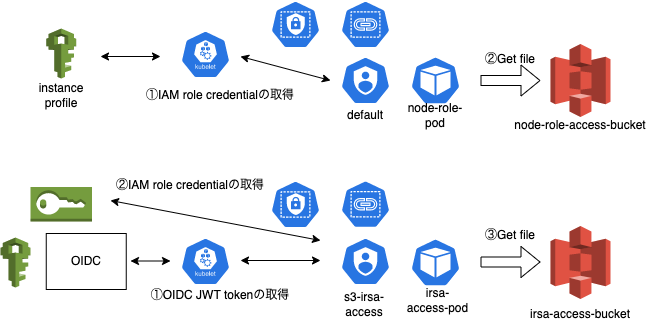 kubelet
instance
profile
①IAM role credentialの取得
default
node-role-
pod
②Get file
node-role-access-bucket
②IAM role credentialの取得
OIDC
kubelet
①OIDC JWT tokenの取得
s3-irsa-
access
irsa-
access-pod
③Get file
irsa-access-bucket